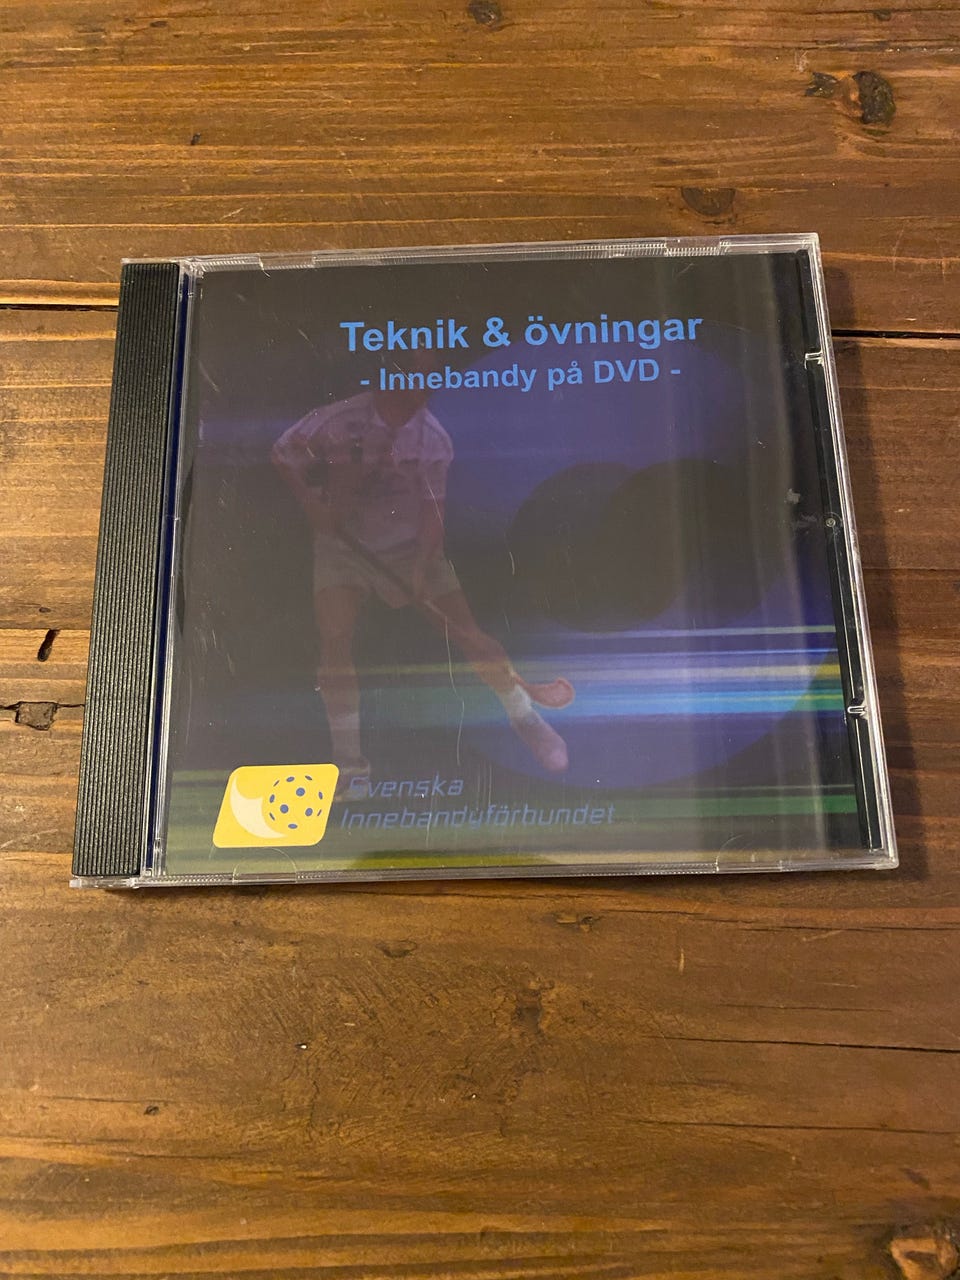 Teknik & övningar
- Innebandy på DVD -
Svenska
Innebandyförbundet